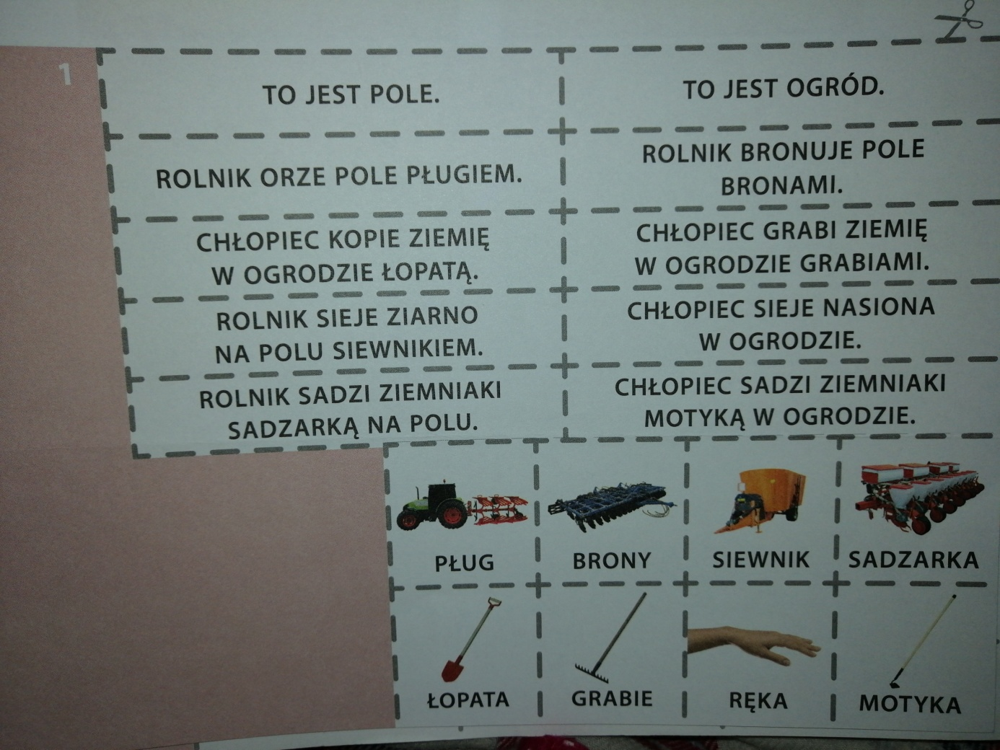 1
TO JEST POLE.
TO JEST OGRÓD.
ROLNIK ORZE POLE PŁUGIEM.
ROLNIK BRONUJE POLE
BRONAMI.
CHŁOPIEC KOPIE ZIEMIĘ
W OGRODZIE ŁOPATĄ.
CHŁOPIEC GRABI ZIEMIĘ
W OGRODZIE GRABIAMI.
ROLNIK SIEJE ZIARNO
NA POLU SIEWNIKIEM.
CHŁOPIEC SIEJE NASIONA
W OGRODZIE.
ROLNIK SADZI ZIEMNIAKI
SADZARKĄ NA POLU.
CHŁOPIEC SADZI ZIEMNIAKI
MOTYKĄ W OGRODZIE.
PŁUG
BRONY
SIEWNIK
SADZARKA
ŁOPATA
GRABIE
RĘKA
MOTYKA